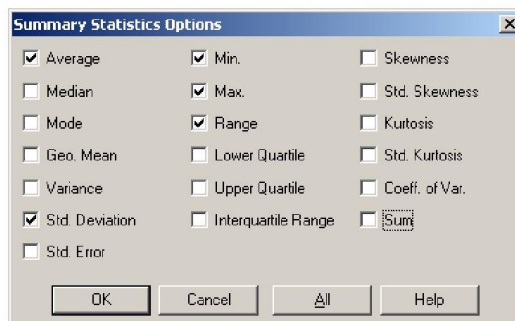 Summary Statistics Options
Average
Min.
Skewness
Median
Max.
Std. Skewness
Mode
Range
Kurtosis
Geo. Mean
Lower Quartile
Std. Kurtosis
Variance
Upper Quartile
Coeff. of Var.
Std. Deviation
Interquartile Range
Sum
Std. Error
OK
Cancel
All
Help